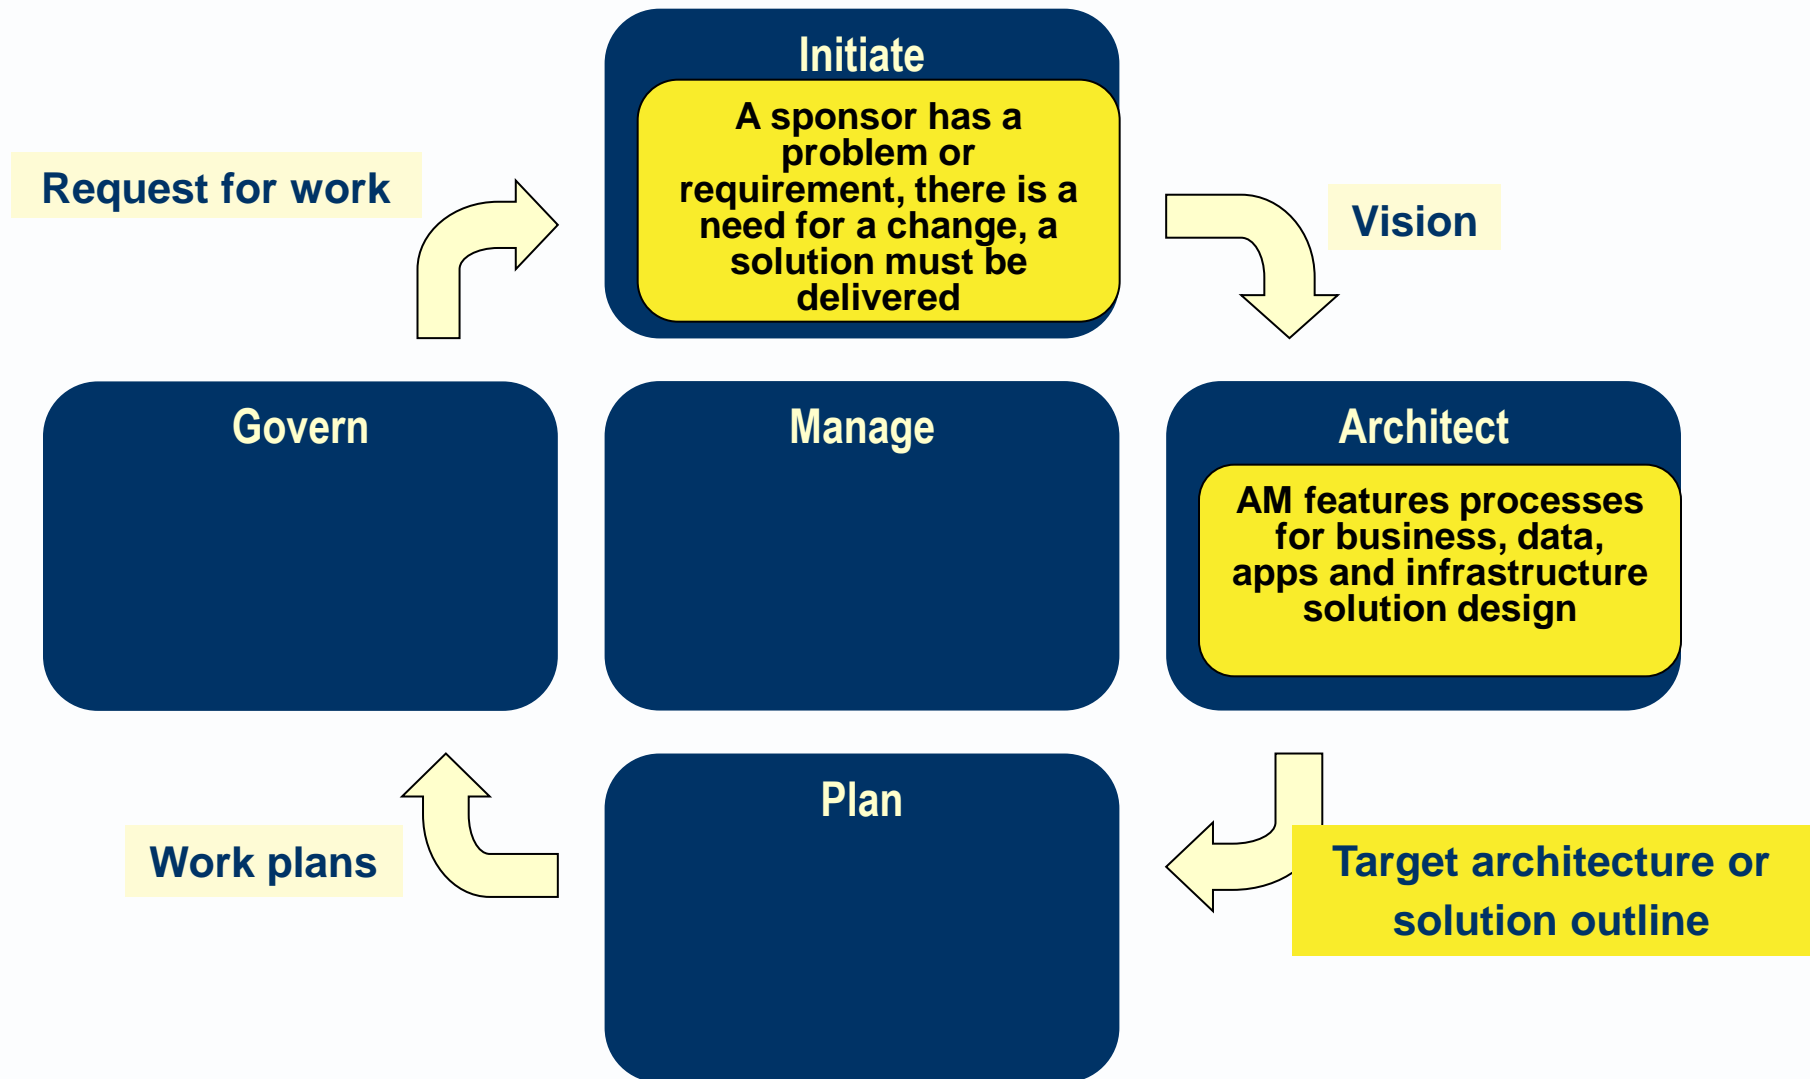 Initiate
A sponsor has a
problem or
requirement, there is a
need for a change, a
solution must be
delivered
Request for work
Vision
Govern
Manage
Architect
AM features processes
for business, data,
apps and infrastructure
solution design
Plan
Work plans
Target architecture or
solution outline